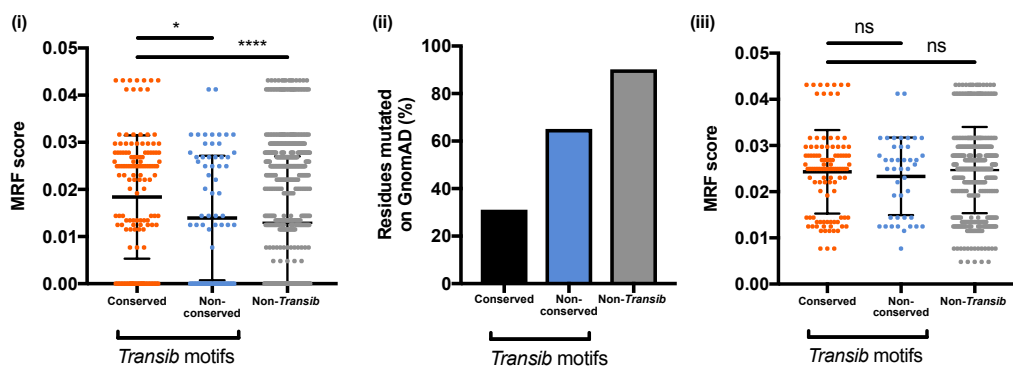 (i)
*
****
MRF score
0.05
0.04
0.03
0.02
0.01
0.00
Conserved
Non-
conserved
Non-Transib
Transib motifs
(ii)
Residues mutated
on GnomAD (%)
100
80
60
40
20
0
Conserved
Non-
conserved
Non-Transib
Transib motifs
(iii)
ns
ns
MRF score
0.05
0.04
0.03
0.02
0.01
0.00
Conserved
Non-
conserved
Non-Transib
Transib motifs